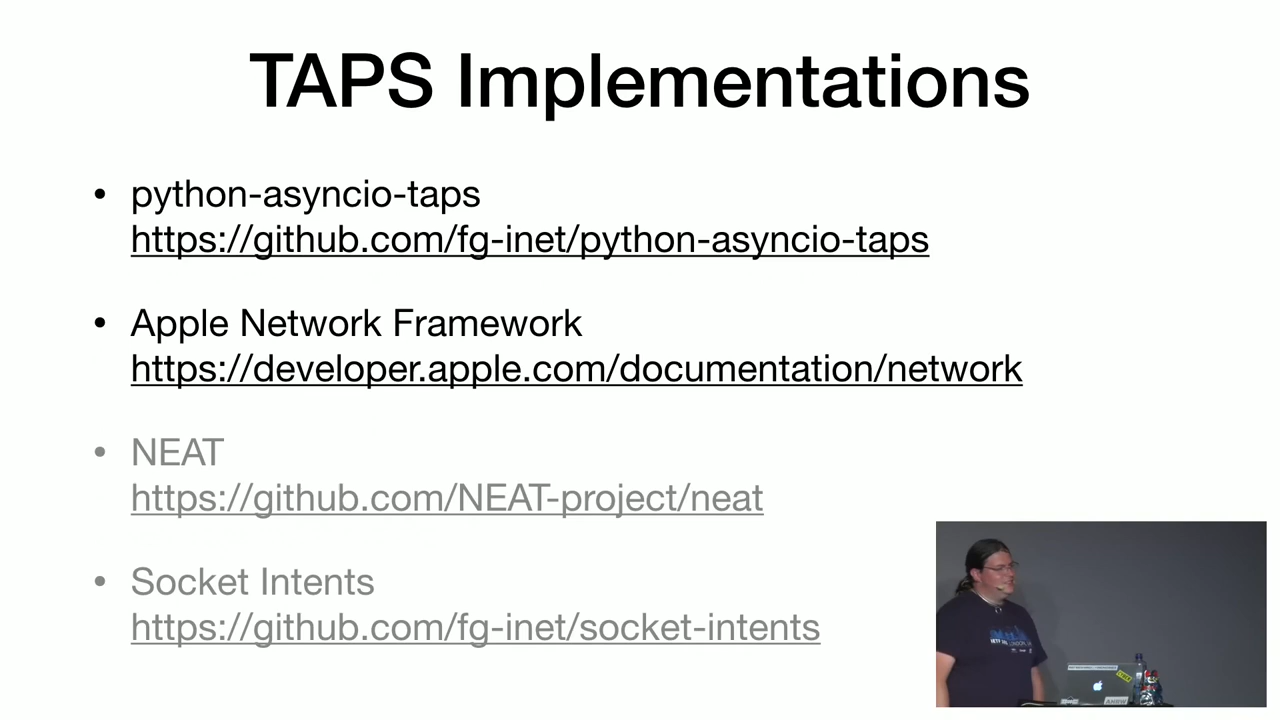 TAPS Implementations
• python-asyncio-taps
https://github.com/fg-inet/python-asyncio-taps
• Apple Network Framework
https://developer.apple.com/documentation/network
• NEAT
https://github.com/NEAT-project/neat
• Socket Intents
https://github.com/fg-inet/socket-intents
ANRW